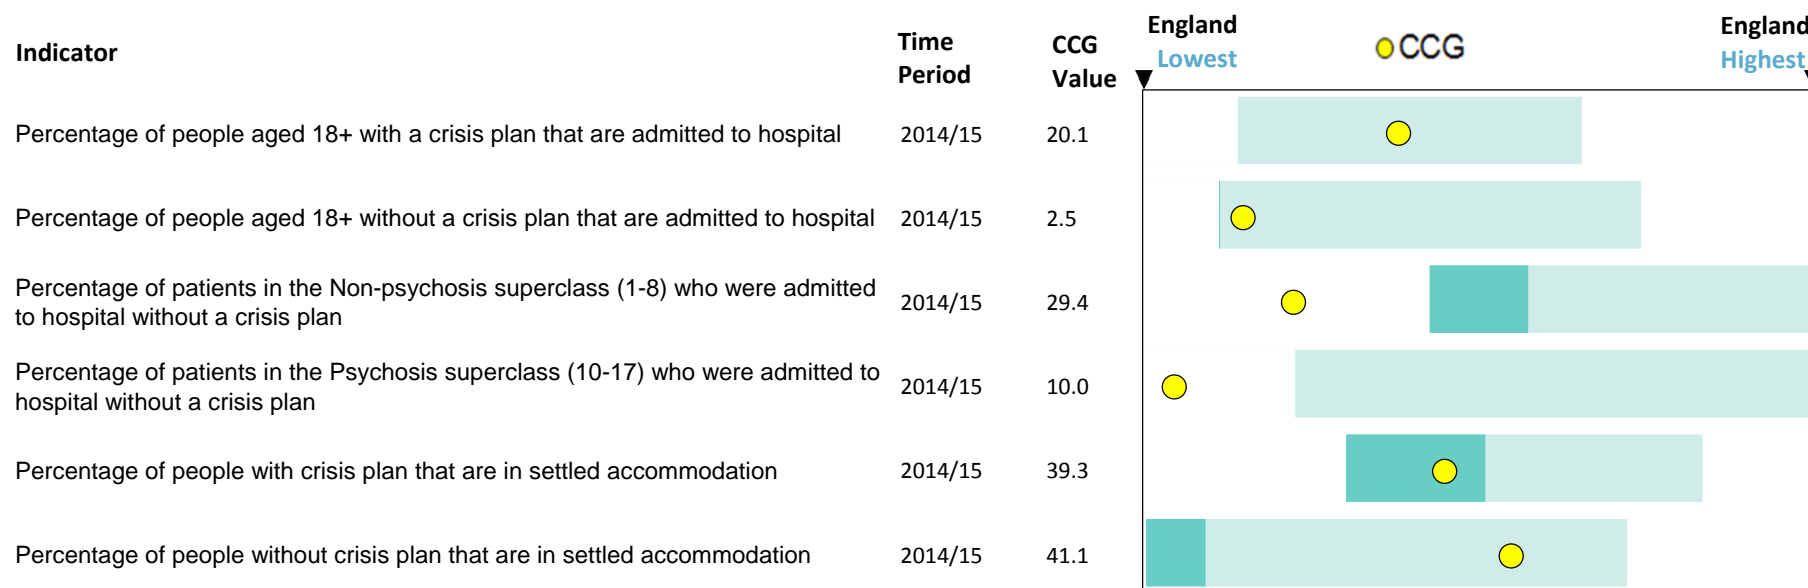 Indicator
Time Period
CCG Value
England Lowest
CCG
England Highest
Percentage of people aged 18+ with a crisis plan that are admitted to hospital 2014/15 20.1
Percentage of people aged 18+ without a crisis plan that are admitted to hospital 2014/15 2.5
Percentage of patients in the Non-psychosis superclass (1-8) who were admitted
to hospital without a crisis plan 2014/15 29.4
Percentage of patients in the Psychosis superclass (10-17) who were admitted to
hospital without a crisis plan 2014/15 10.0
Percentage of people with crisis plan that are in settled accommodation 2014/15 39.3
Percentage of people without crisis plan that are in settled accommodation 2014/15 41.1